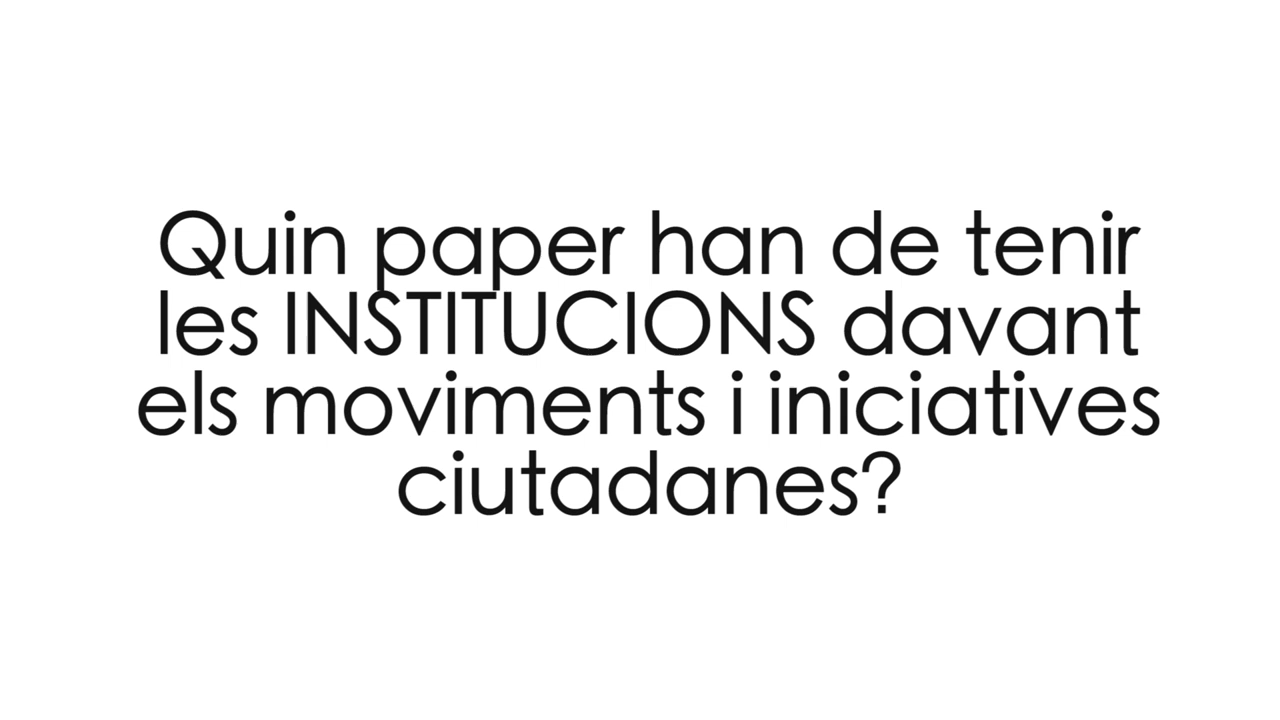 Quin paper han de tenir
les INSTITUCIONS davant
els moviments i iniciatives
ciutadanes?